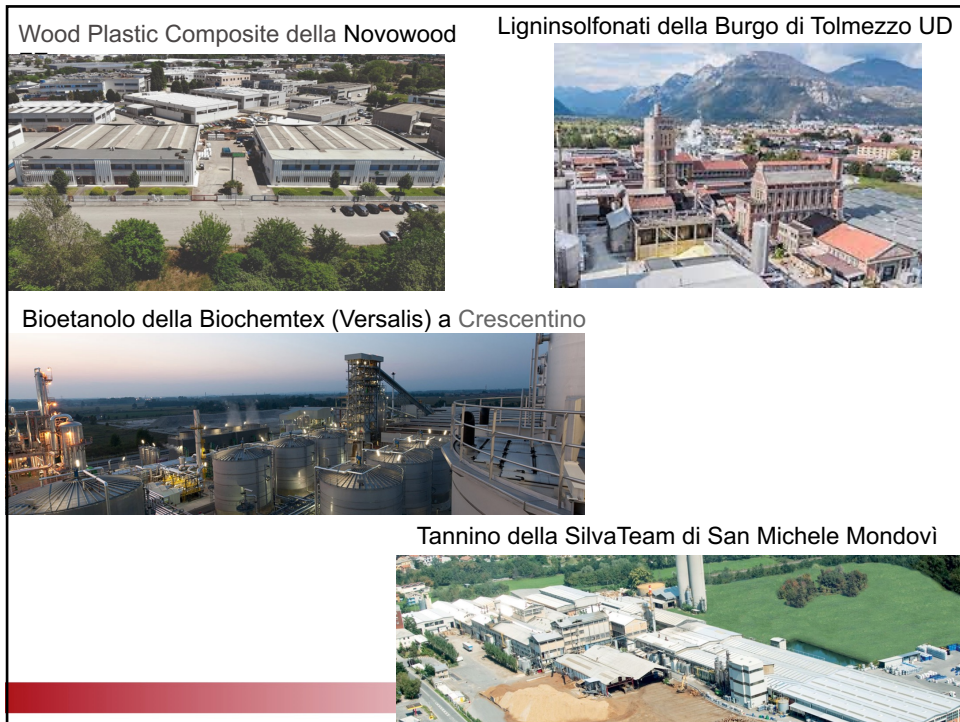 Wood Plastic Composite della Novowood
Ligninsolfonati della Burgo di Tolmezzo UD
Bioetanolo della Biochemtex (Versalis) a Crescentino
Tannino della SilvaTeam di San Michele Mondovì